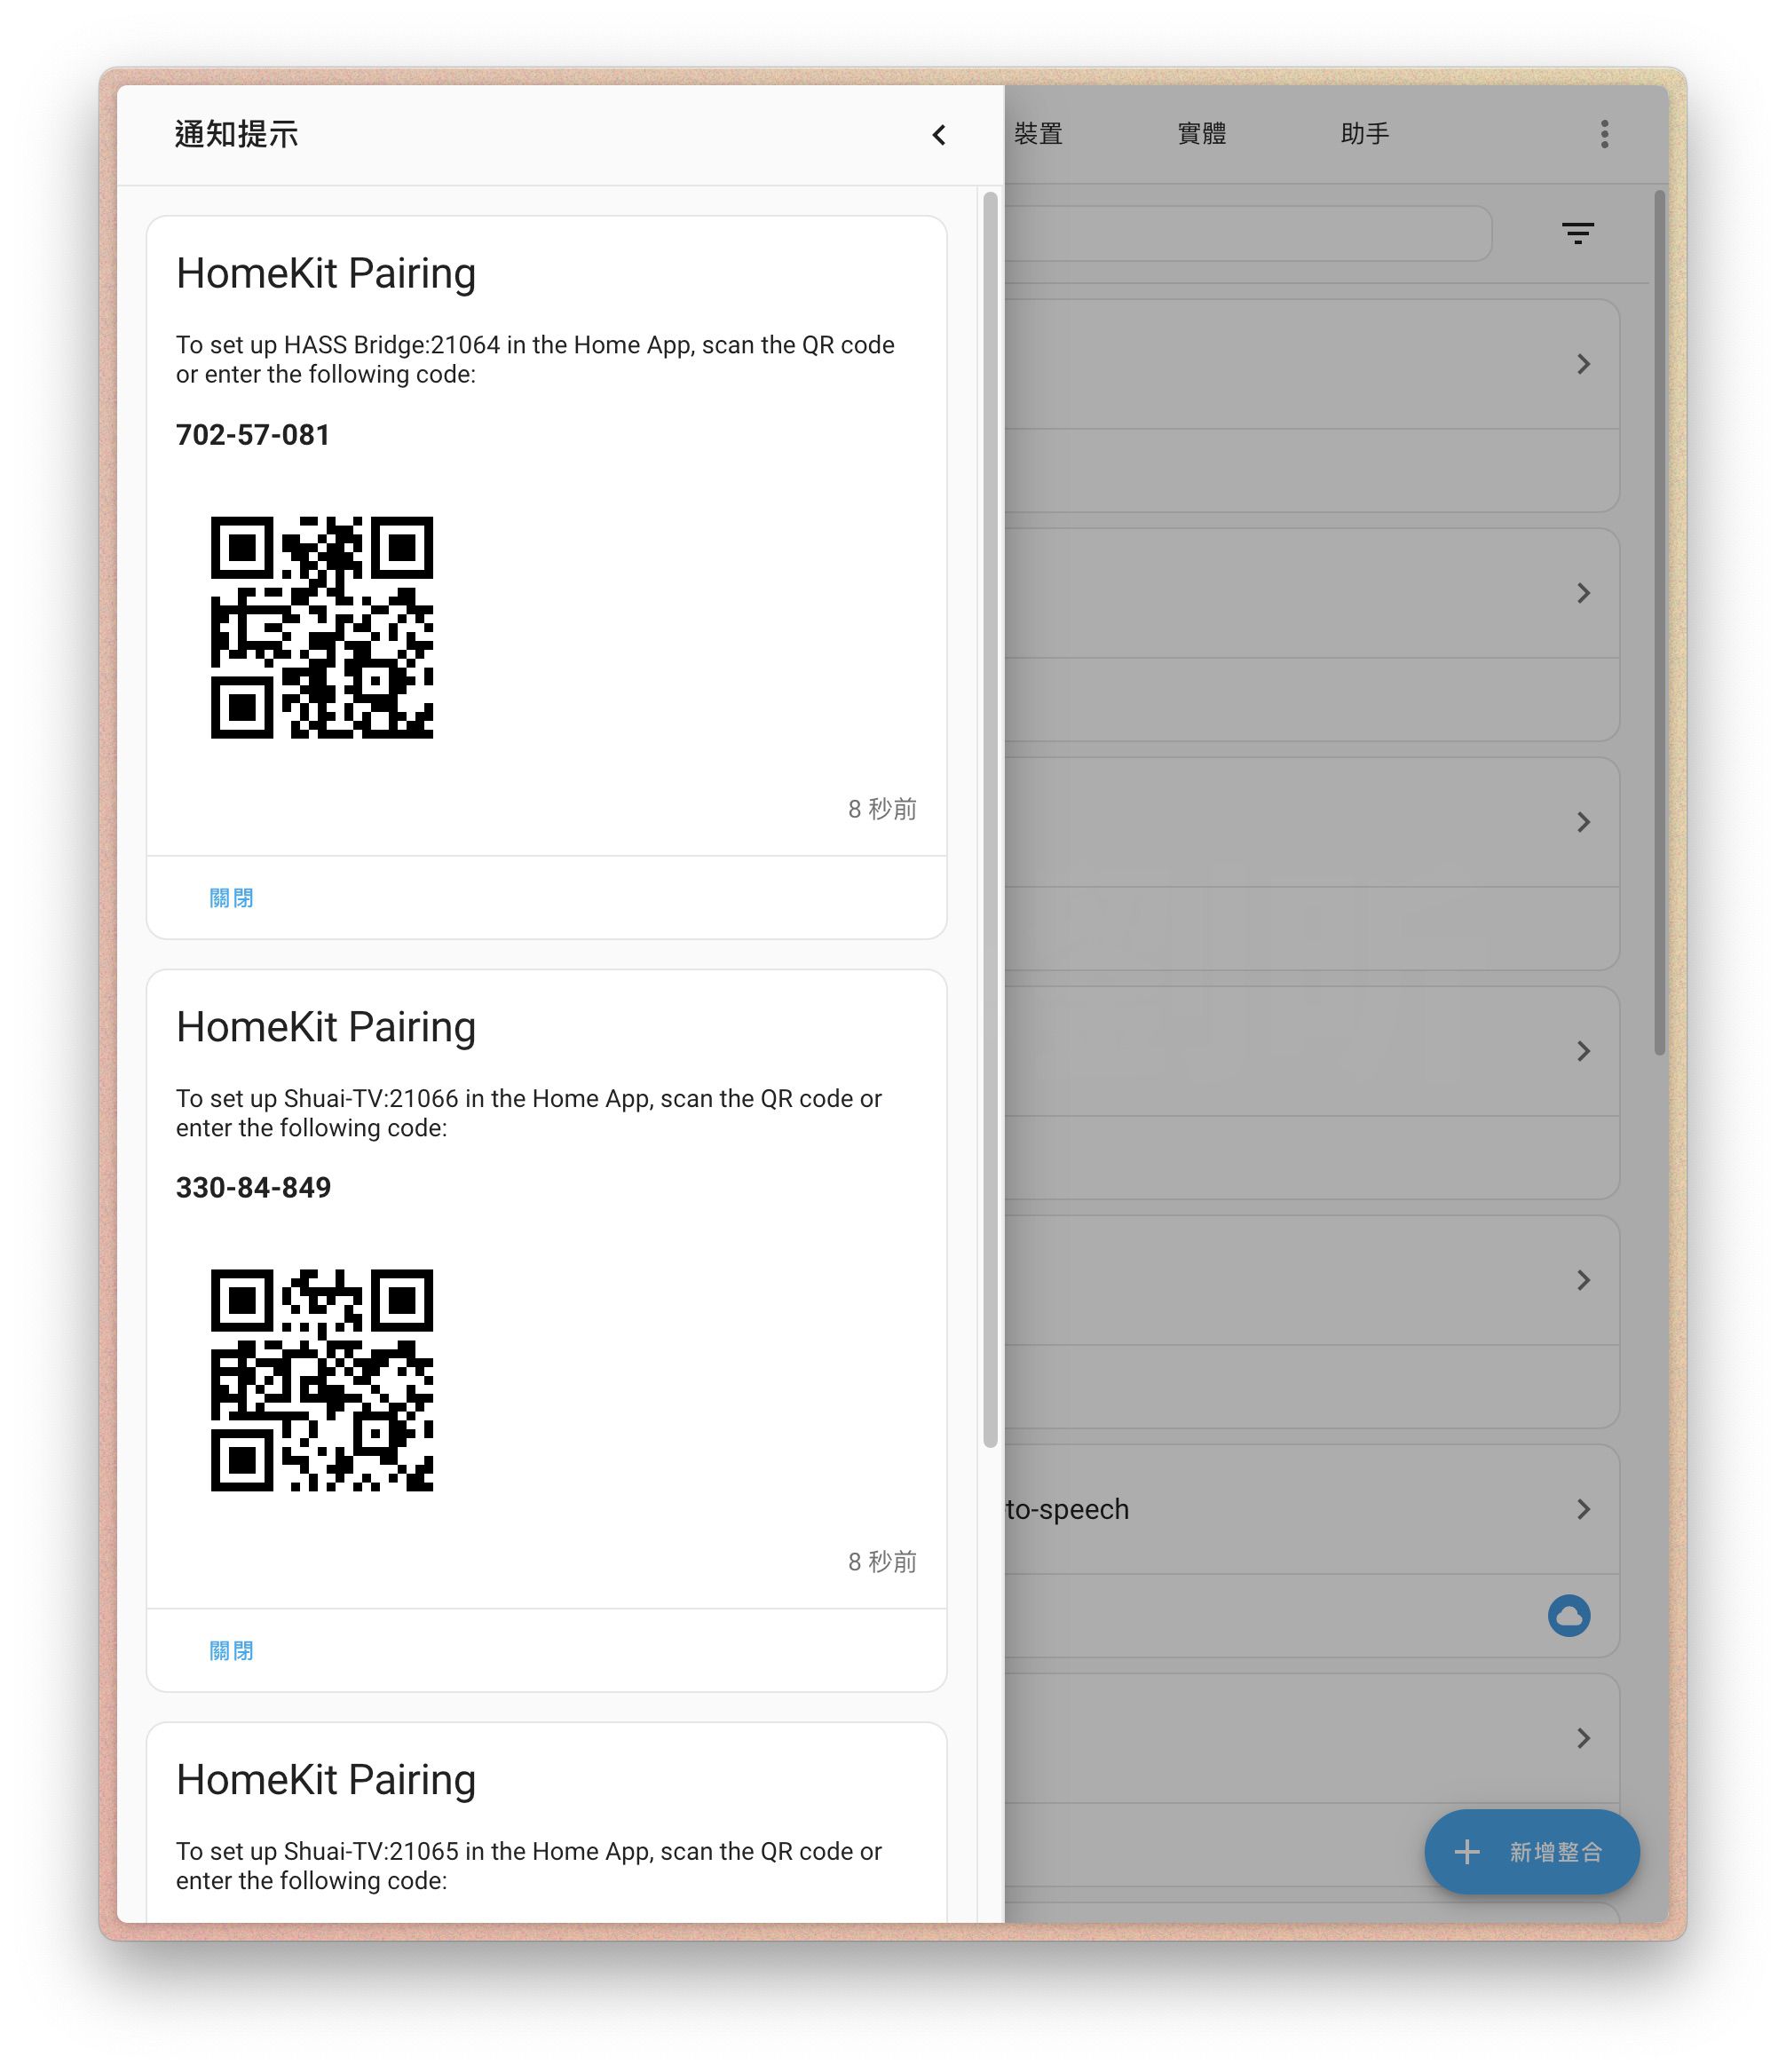 通知提示
裝置
實體
助手
HomeKit Pairing
To set up HASS Bridge:21064 in the Home App, scan the QR code
or enter the following code:
702-57-081
8 秒前
關閉
HomeKit Pairing
To set up Shuai-TV:21066 in the Home App, scan the QR code or
enter the following code:
330-84-849
8 秒前
關閉
HomeKit Pairing
To set up Shuai-TV:21065 in the Home App, scan the QR code or
enter the following code:
to-speech
新增整合